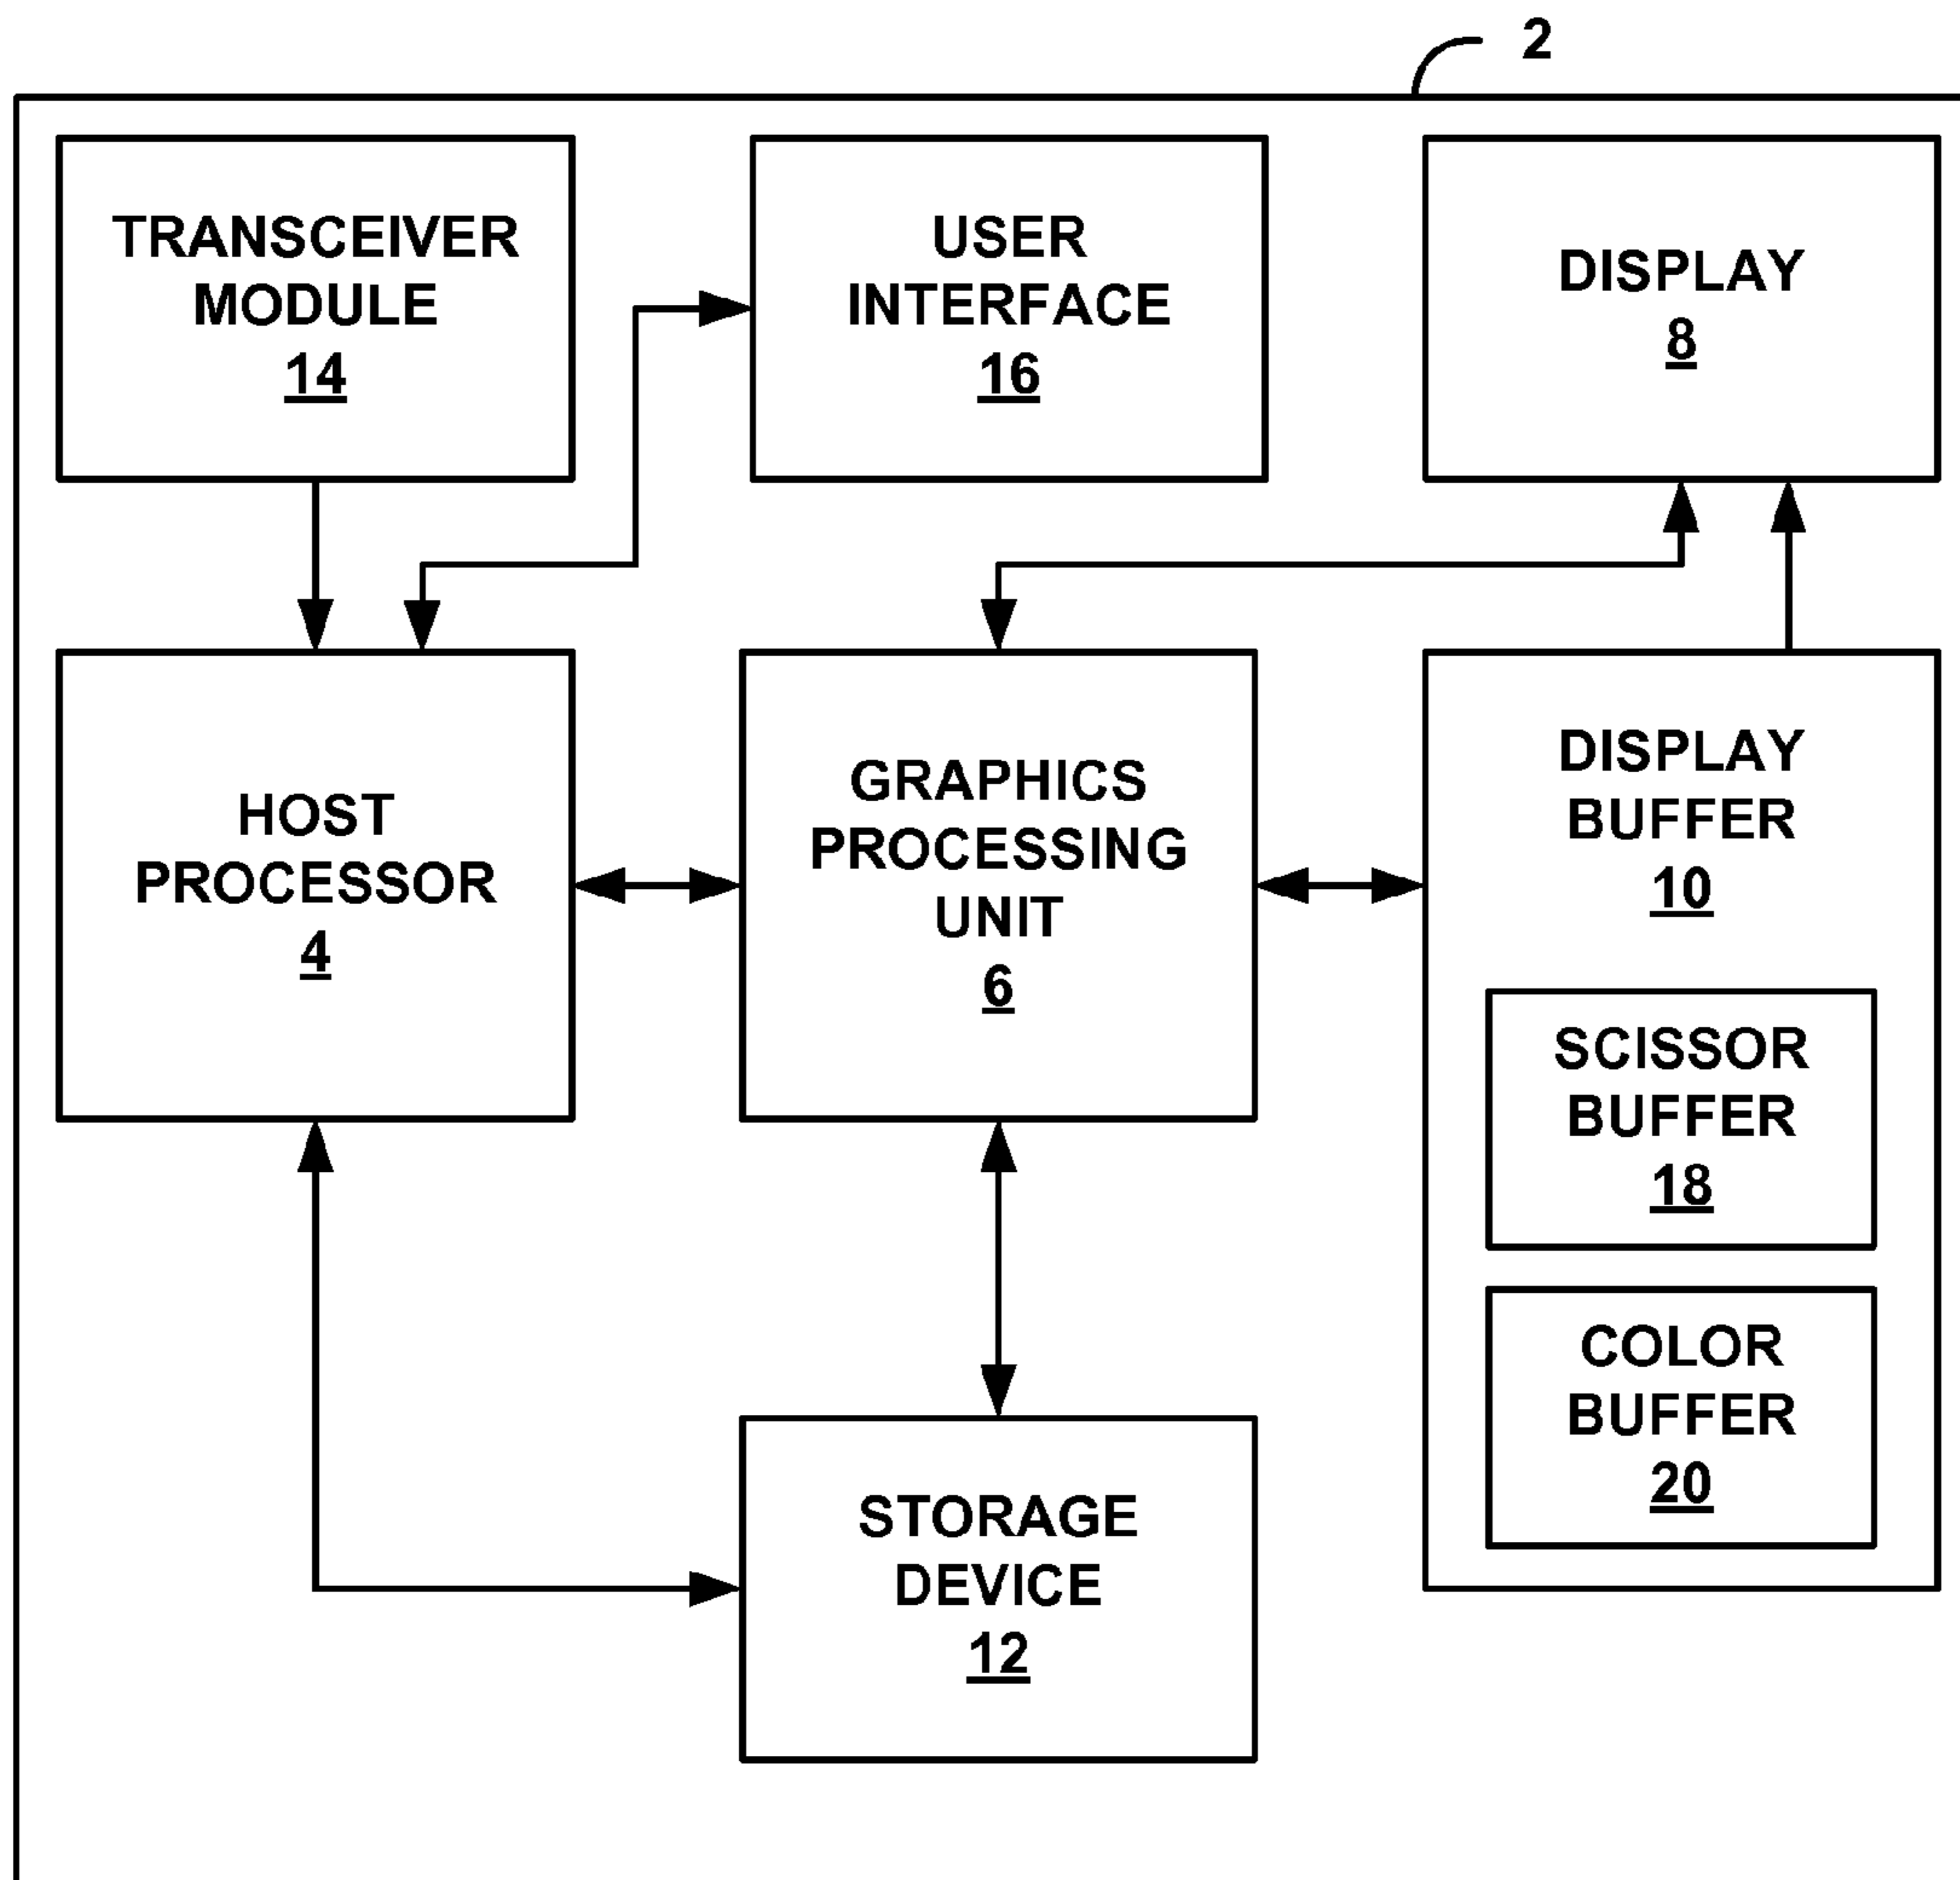 2
TRANSCEIVER
MODULE
14
USER
INTERFACE
16
DISPLAY
8
HOST
PROCESSOR
4
GRAPHICS
PROCESSING
UNIT
6
DISPLAY
BUFFER
10
SCISSOR
BUFFER
18
COLOR
BUFFER
20
STORAGE
DEVICE
12